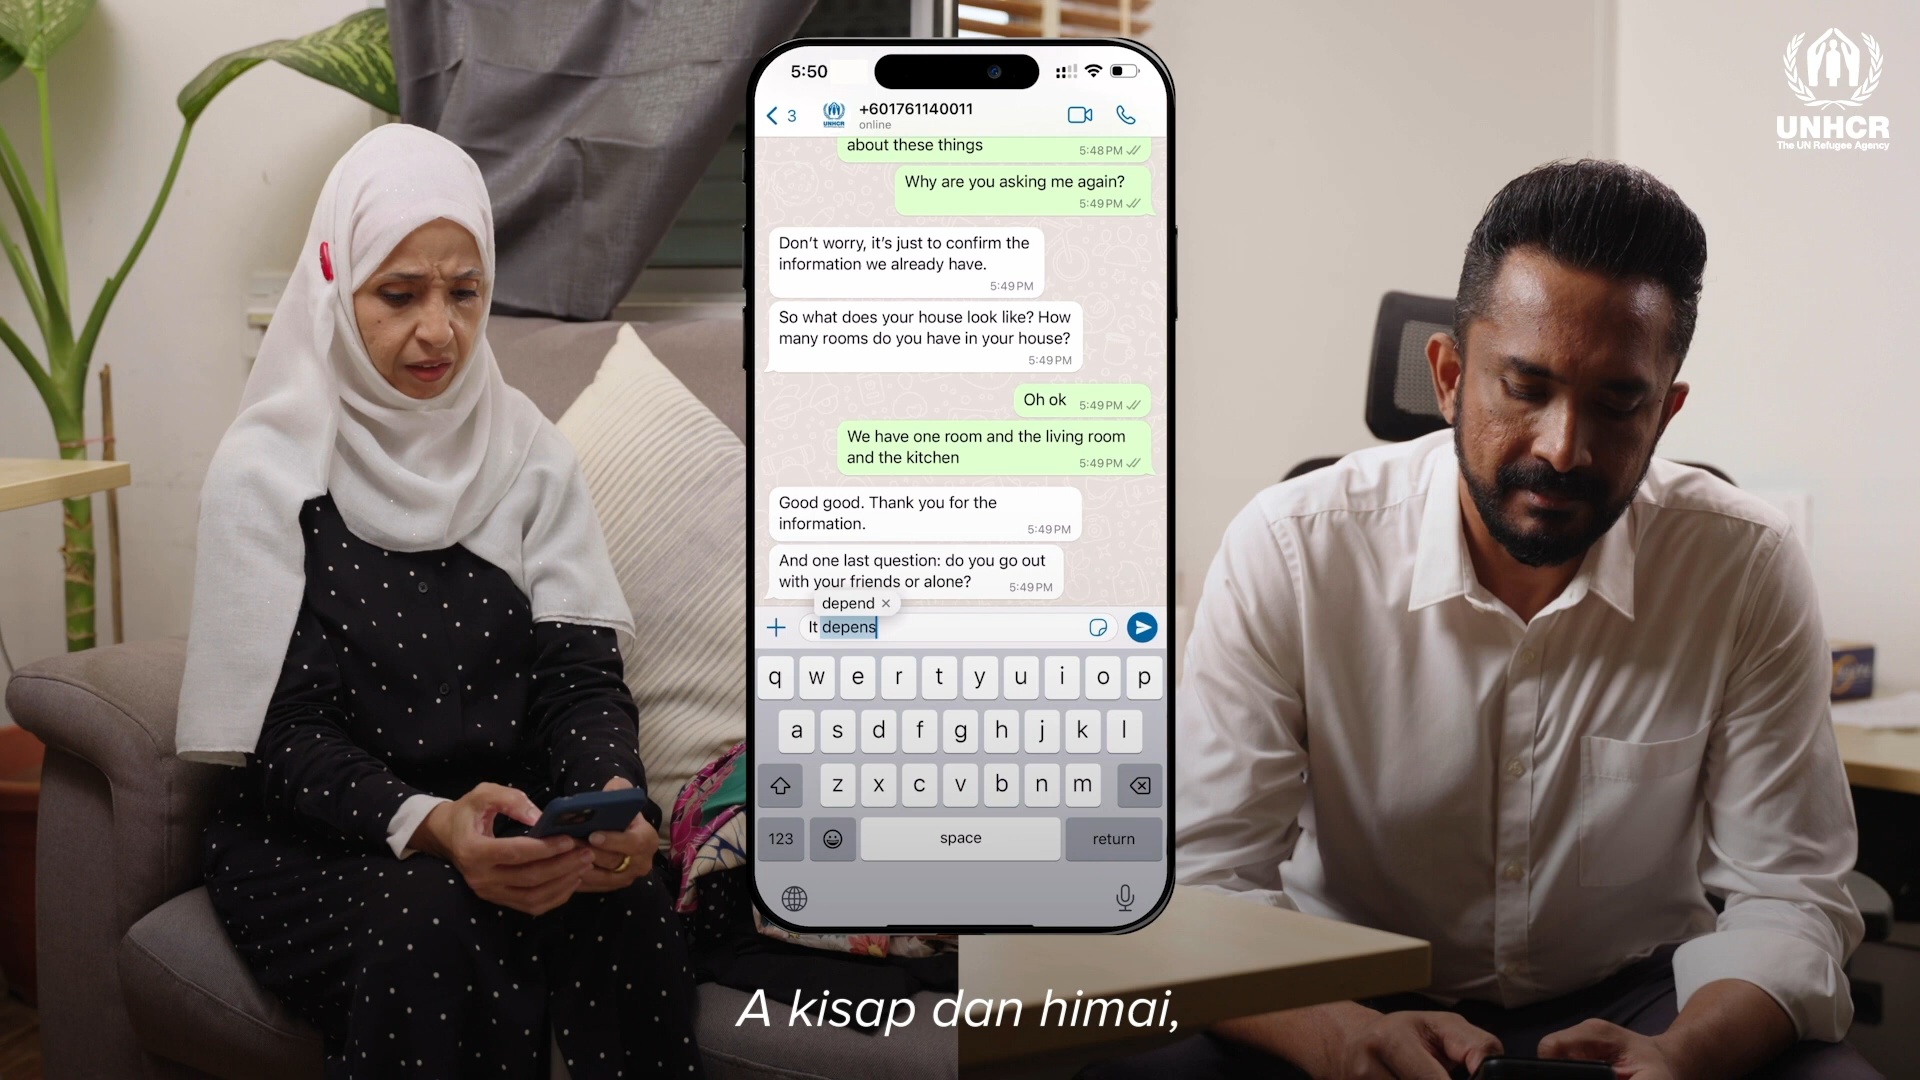 5:50
3
UNHCR
+601761140011
online
about these things
5:48 PM
Why are you asking me again?
5:49 PM
Don't worry, it's just to confirm the
information we already have.
5:49 PM
So what does your house look like? How
many rooms do you have in your house?
5:49 PM
Oh ok
5:49 PM
We have one room and the living room
and the kitchen
5:49 PM
Good good. Thank you for the
information.
5:49 PM
And one last question: do you go out
with your friends or alone?
5:49 PM
depend ×
It depens
q w e r t y u i o p
a s d f g h j k l
z x c v b n m
123
space
return
UNHCR
The UN Refugee Agency
A kisap dan himai,